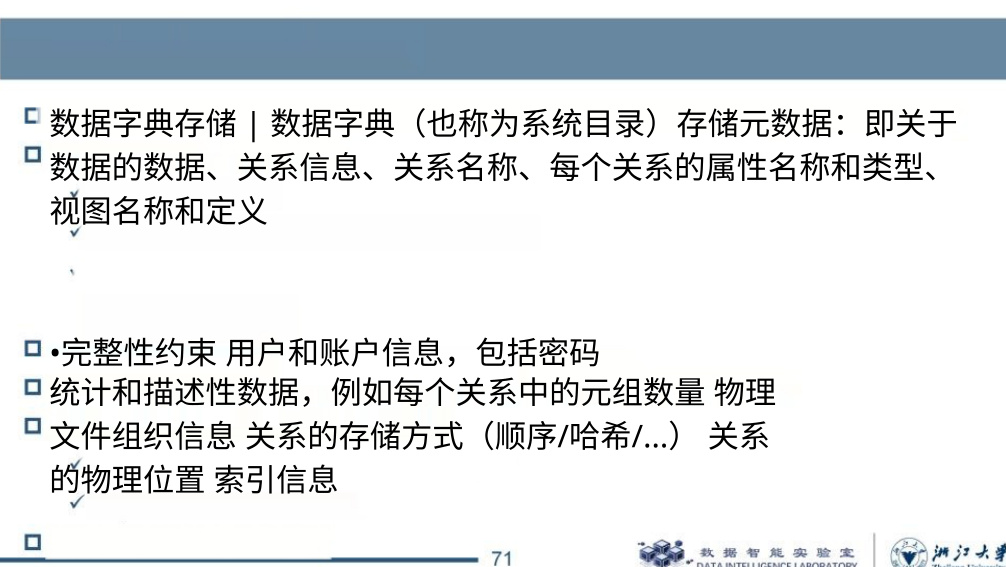 数据字典存储 | 数据字典（也称为系统目录）存储元数据：即关于
数据的数据、关系信息、关系名称、每个关系的属性名称和类型、
视图名称和定义
•完整性约束 用户和账户信息，包括密码
统计和描述性数据，例如每个关系中的元组数量 物理
文件组织信息 关系的存储方式（顺序/哈希/...） 关系
的物理位置 索引信息
71
数据智能实验室
DATA INTELLIGENCE LABORATORY
浙江大学